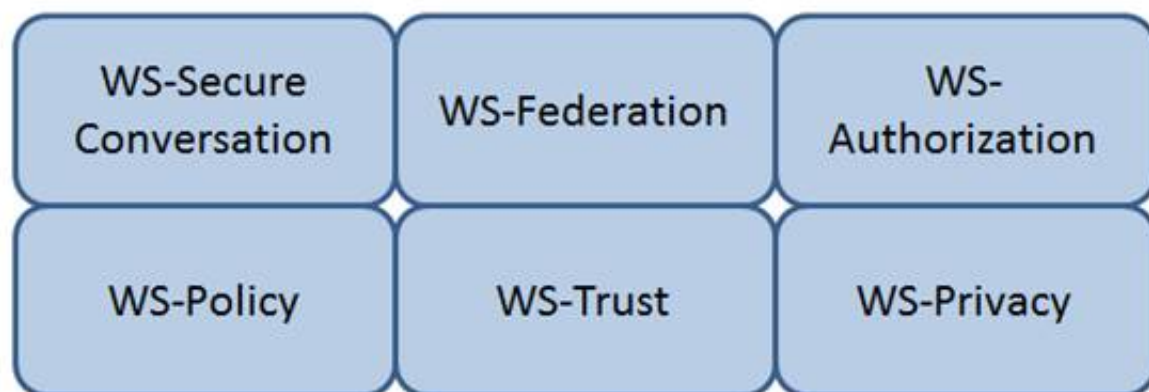 WS-Secure
Conversation
WS-Federation
WS-
Authorization
WS-Policy
WS-Trust
WS-Privacy